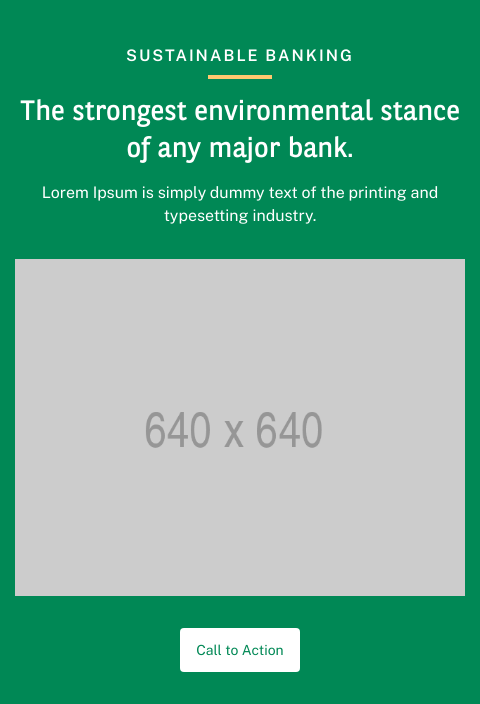 SUSTAINABLE BANKING
The strongest environmental stance
of any major bank.
Lorem Ipsum is simply dummy text of the printing and
typesetting industry.
640 x 640
Call to Action